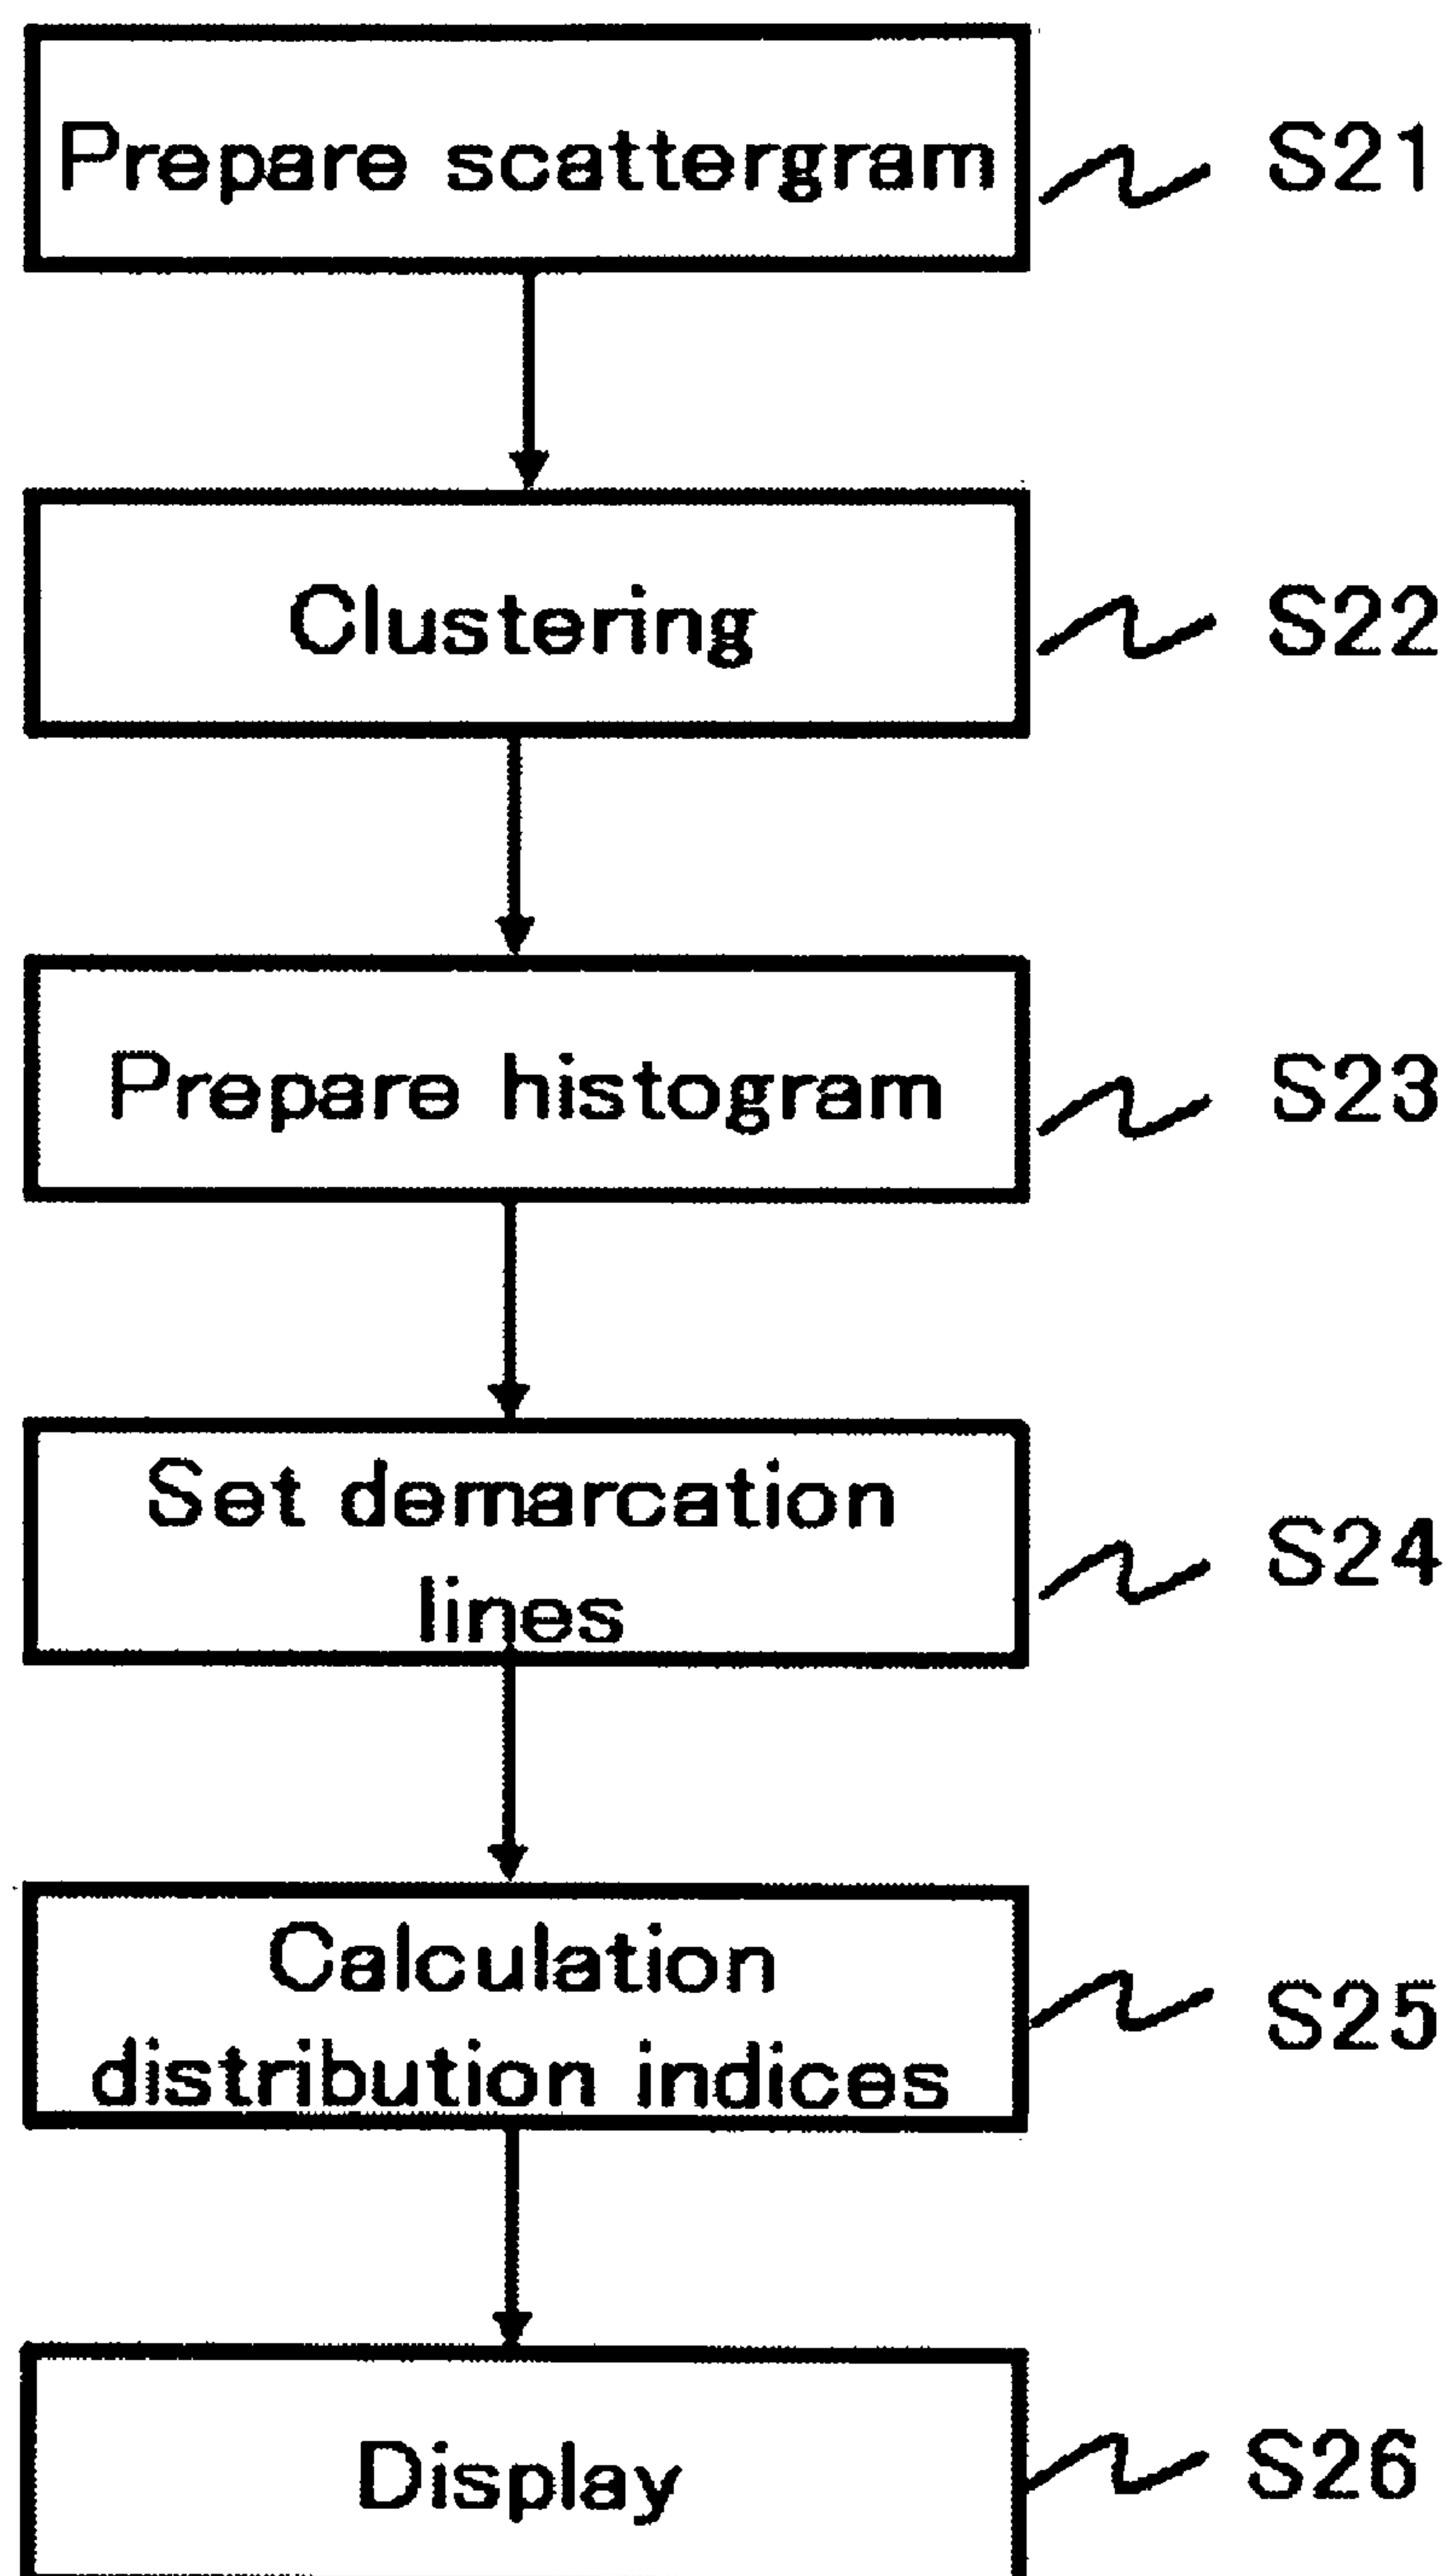 Prepare scattergram
S21
Clustering
S22
Prepare histogram
S23
Set demarcation
lines
S24
Calculation
distribution indices
S25
Display
S26